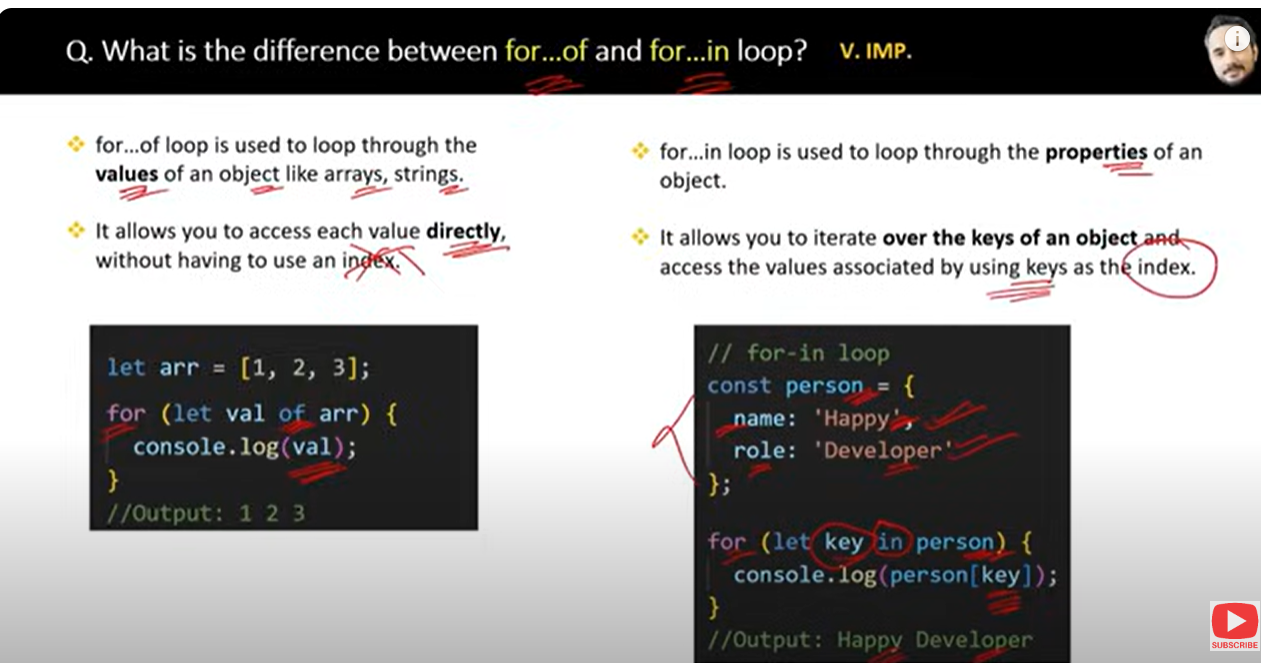 Q. What is the difference between for...of and for...in loop? V. IMP.
for...of loop is used to loop through the
values of an object like arrays, strings.
It allows you to access each value directly,
without having to use an index.
let arr = [1, 2, 3];
for (let val of arr) {
console.log(val);
}
//Output: 1 2 3
for...in loop is used to loop through the properties of an
object.
It allows you to iterate over the keys of an object and
access the values associated by using keys as the index.
// for-in loop
const person = {
name: 'Happy',
role: 'Developer'
};
for (let key in person) {
console.log(person[key]);
}
//Output: Happy Developer
SUBSCRIBE